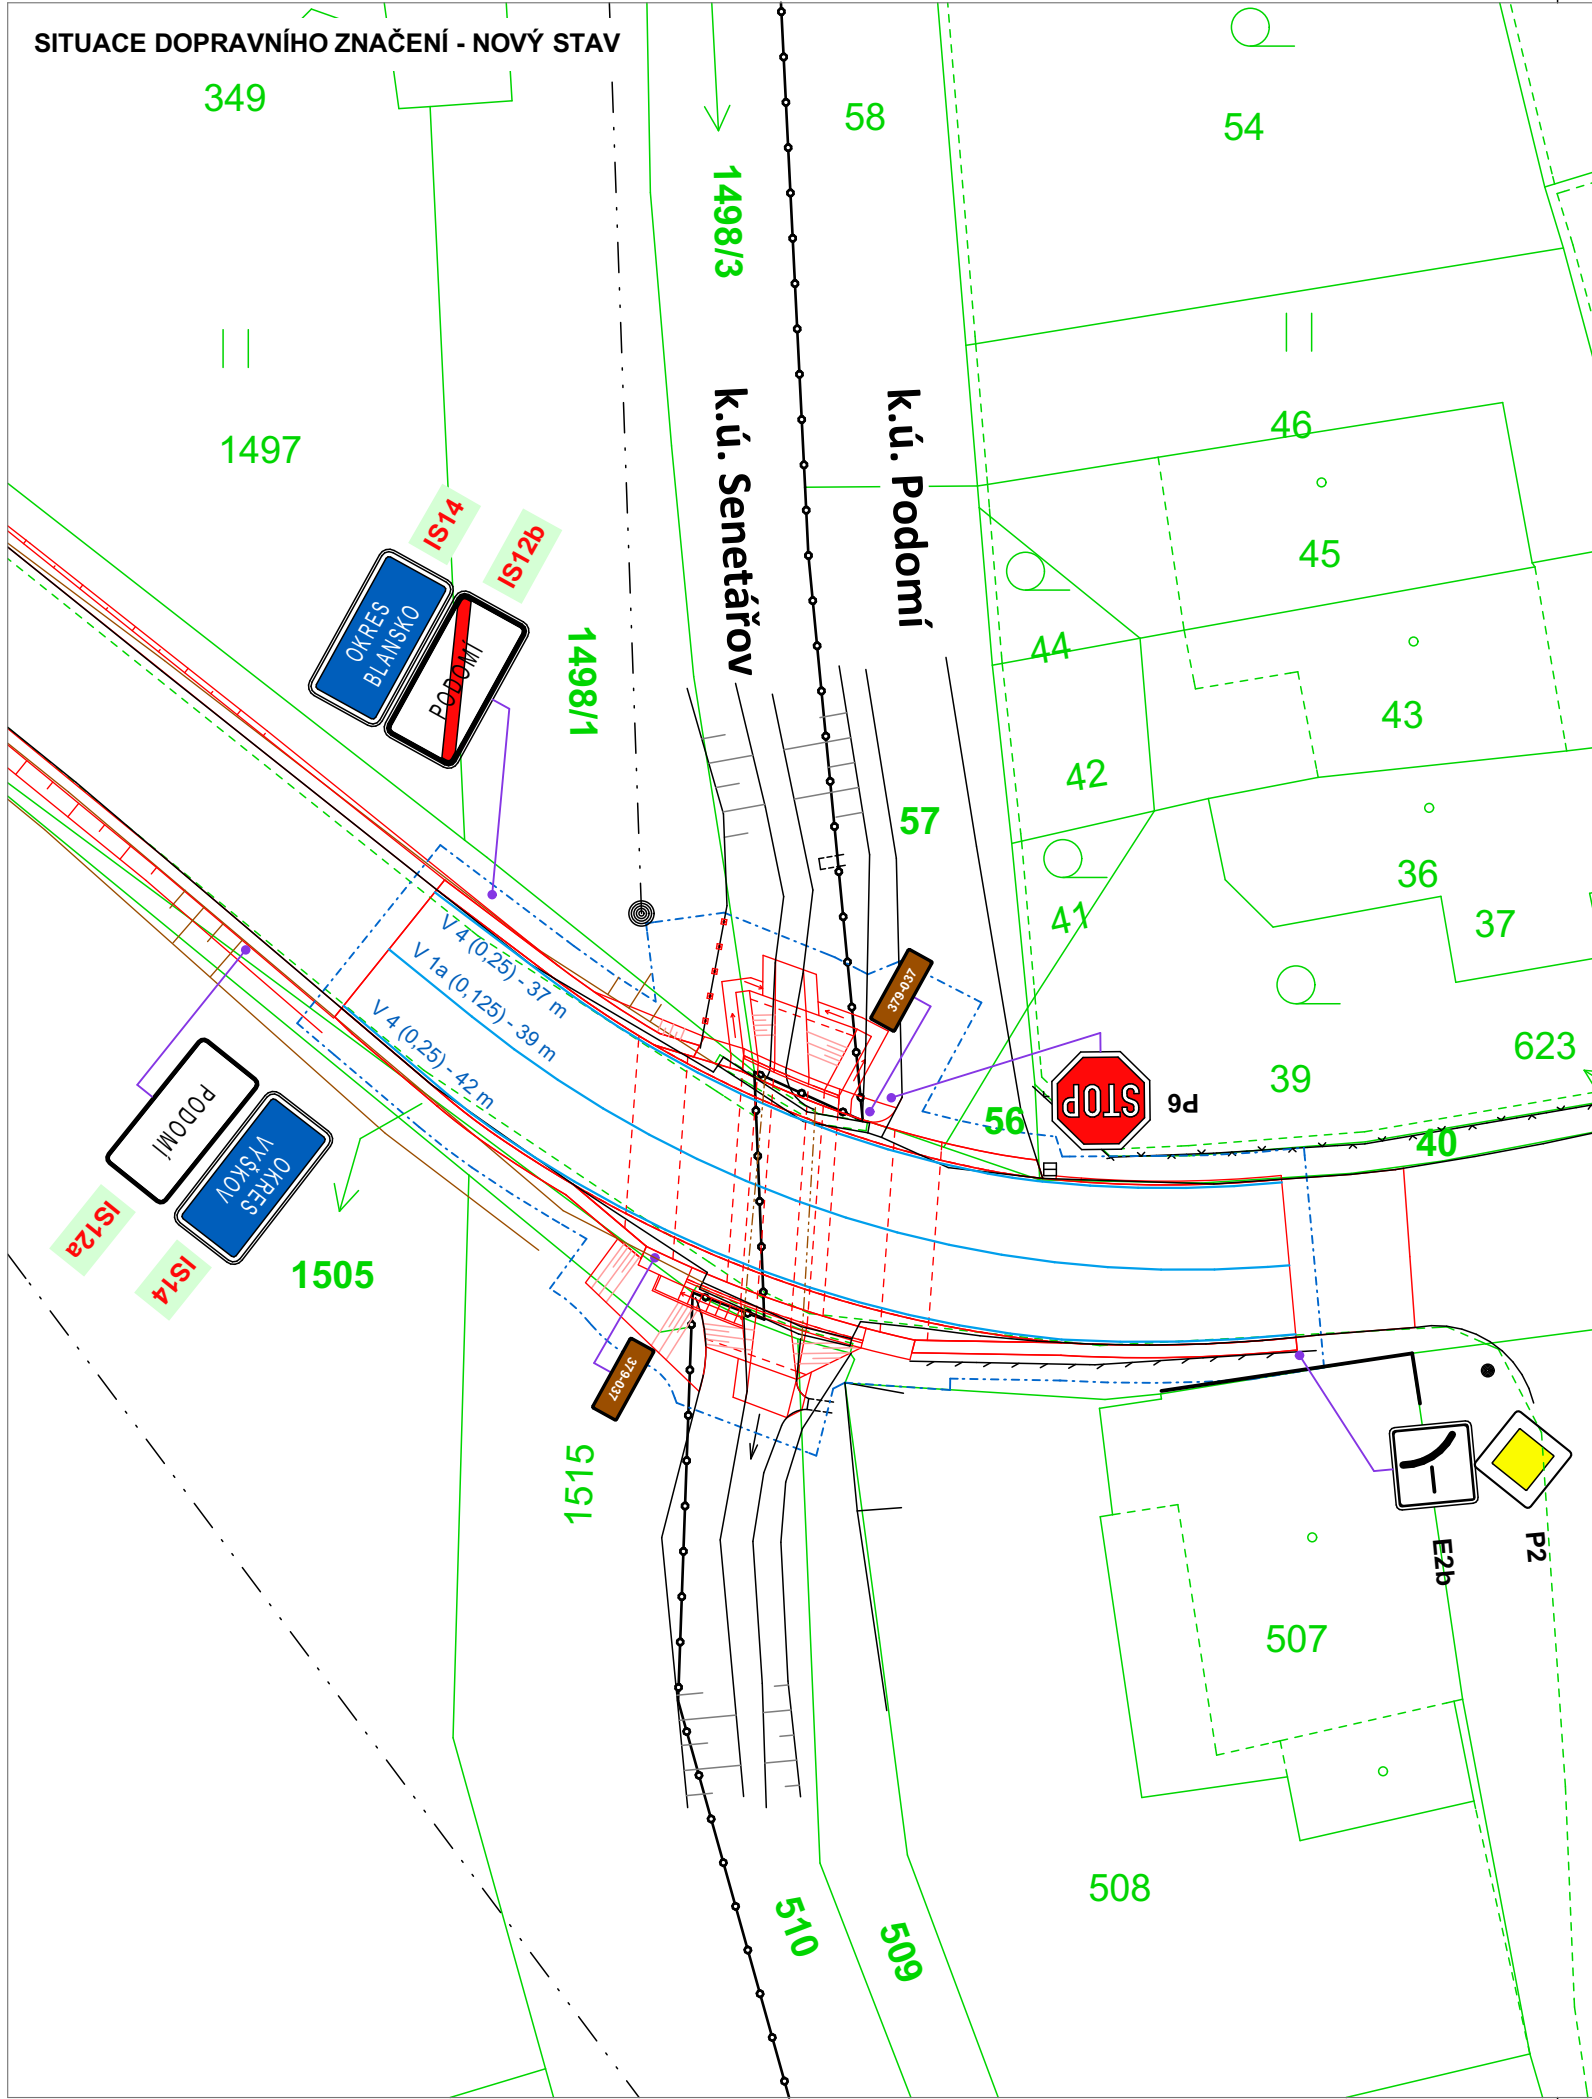 SITUACE DOPRAVNÍHO ZNAČENÍ - NOVÝ STAV
349
58
54
1498/3
k.ú. Senetářov
k.ú. Podomí
46
1497
45
IS14
IS12b
OKRES
BLANSKO
PODOMÍ
1498/1
44
43
42
57
36
37
41
V 4 (0,25) - 37 m
V 1a (0,125) - 39 m
V 4 (0,25) - 42 m
379-037
623
39
STOP
P6
56
40
PODOMÍ
OKRES
VYŠKOV
IS12a
IS14
1505
379-037
1515
E2b
P2
507
508
510
509